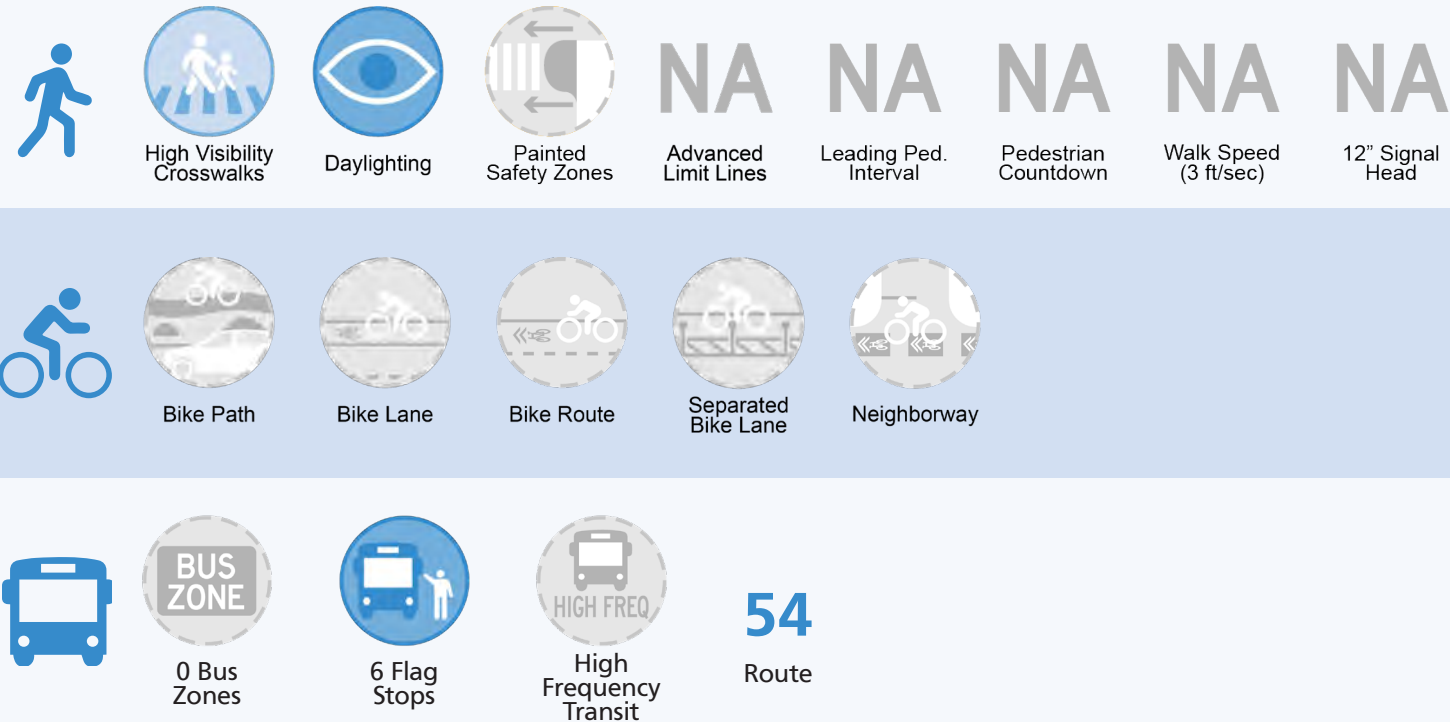 NA
NA
NA
NA
NA
High Visibility
Crosswalks
Daylighting
Painted
Safety Zones
Advanced
Limit Lines
Leading Ped.
Interval
Pedestrian
Countdown
Walk Speed
(3 ft/sec)
12” Signal
Head
Bike Path
Bike Lane
Bike Route
Separated
Bike Lane
Neighborway
BUS
ZONE
0 Bus
Zones
6 Flag
Stops
HIGH FREQ
High
Frequency
Transit
54
Route